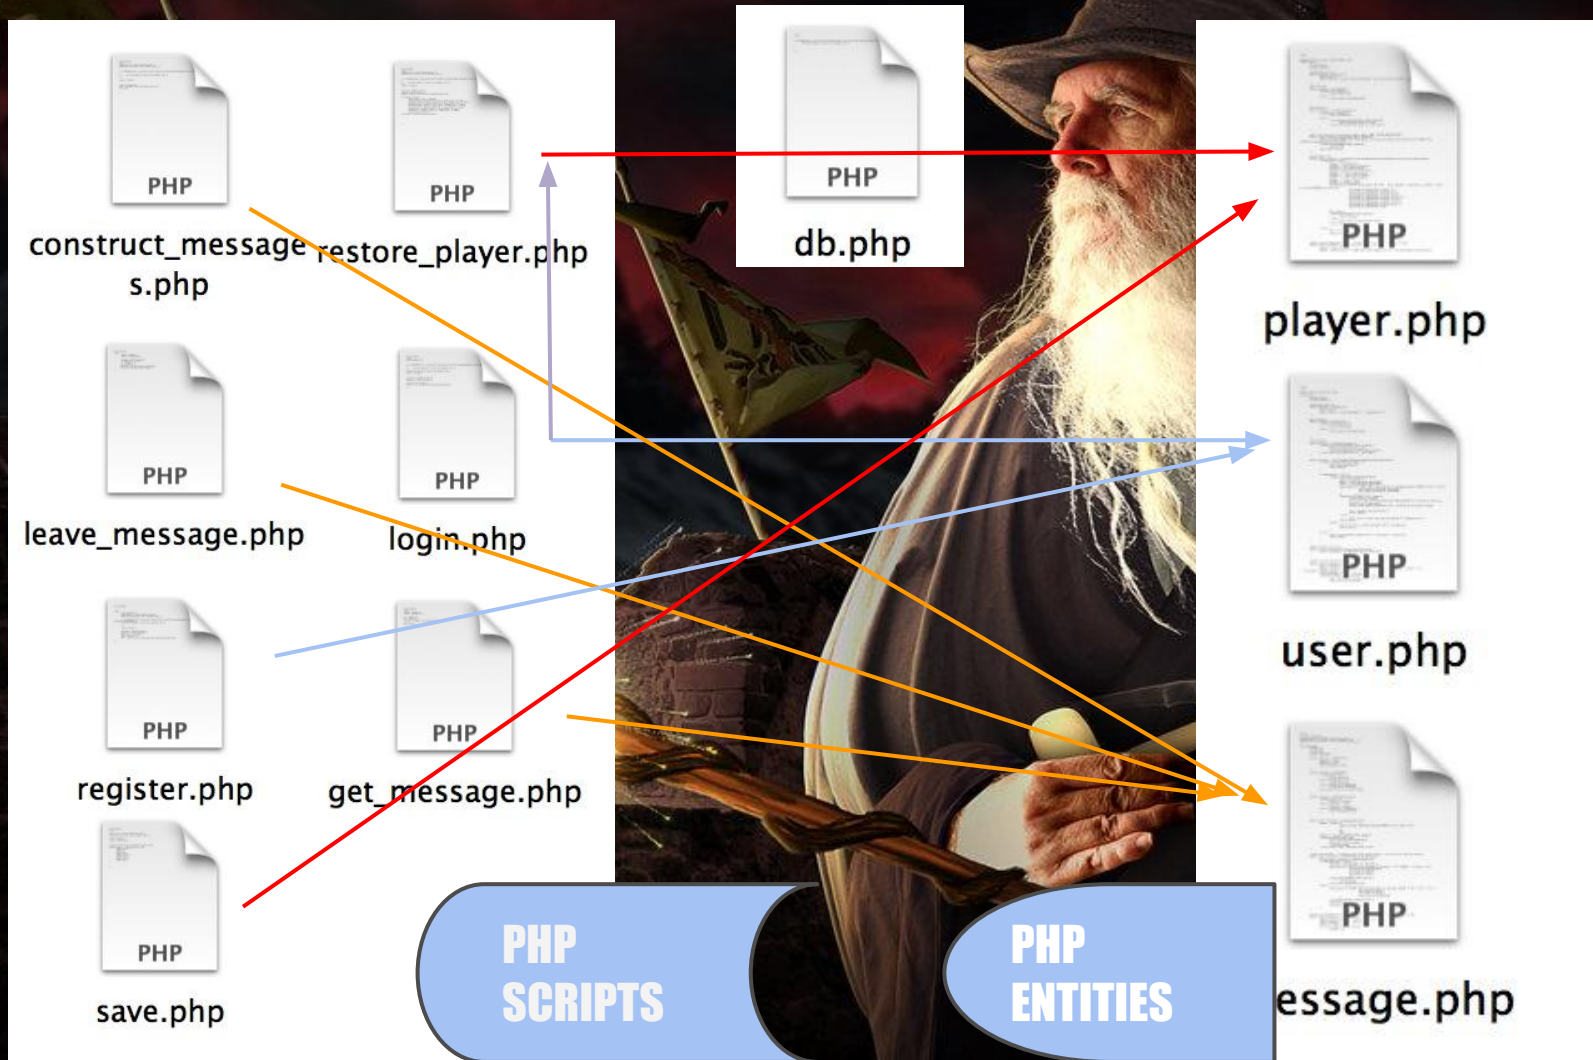 PHP
construct_message
s.php
PHP
restore_player.php
PHP
db.php
PHP
player.php
PHP
leave_message.php
PHP
login.php
PHP
user.php
PHP
register.php
PHP
get_message.php
PHP
save.php
PHP
essage.php
PHP
SCRIPTS
PHP
ENTITIES